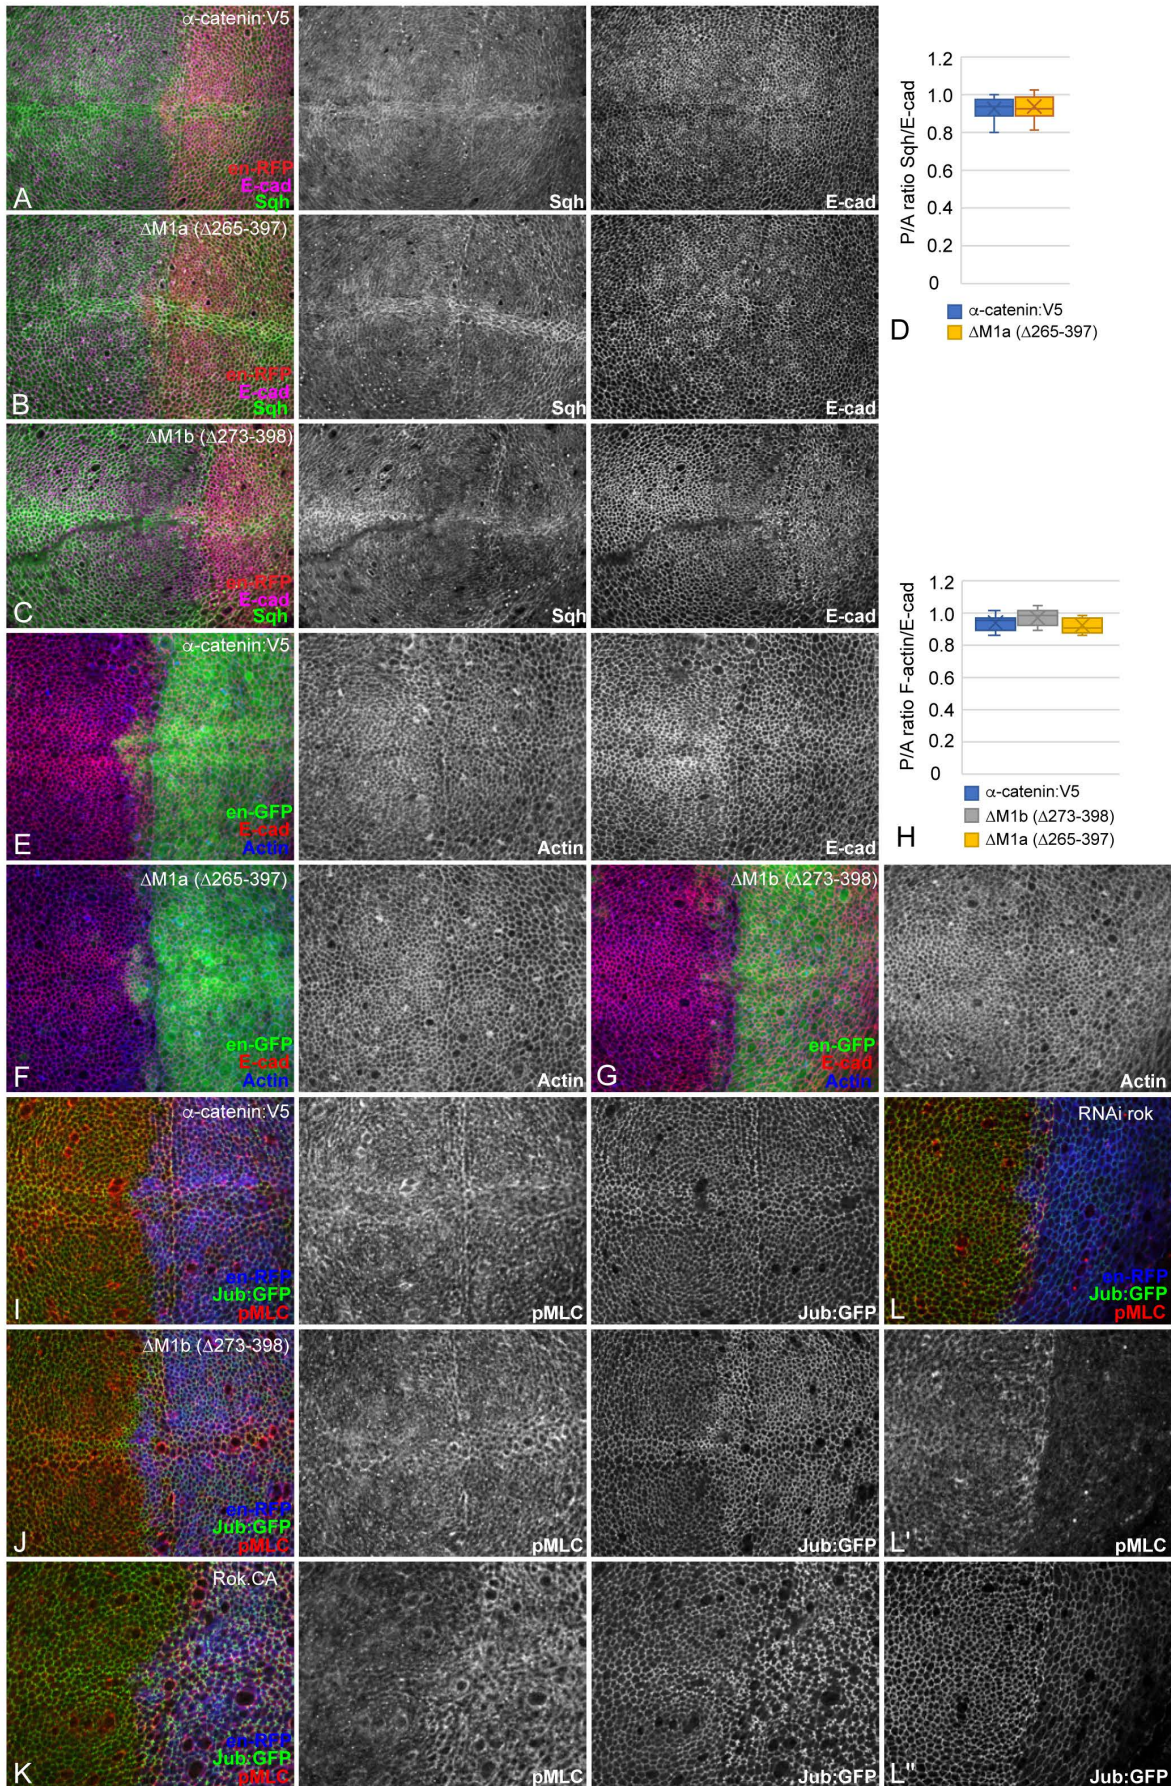 α-catenin:V5
en-RFP
E-cad
Sqh
A
Sqh
E-cad
1.2
1.0
0.8
0.6
0.4
0.2
0
P/A ratio Sqh/E-cad
α-catenin:V5
ΔM1a (Δ265-397)
D
ΔM1a (Δ265-397)
en-RFP
E-cad
Sqh
B
Sqh
E-cad
ΔM1b (Δ273-398)
en-RFP
E-cad
Sqh
C
Sqh
E-cad
1.2
1.0
0.8
0.6
0.4
0.2
0
P/A ratio F-actin/E-cad
α-catenin:V5
ΔM1b (Δ273-398)
ΔM1a (Δ265-397)
H
α-catenin:V5
en-GFP
E-cad
Actin
E
Actin
E-cad
ΔM1a (Δ265-397)
en-GFP
E-cad
Actin
F
Actin
ΔM1b (Δ273-398)
en-GFP
E-cad
Actin
G
Actin
α-catenin:V5
en-RFP
Jub:GFP
pMLC
I
pMLC
Jub:GFP
RNAi rok
en-RFP
Jub:GFP
pMLC
L
ΔM1b (Δ273-398)
en-RFP
Jub:GFP
pMLC
J
pMLC
Jub:GFP
L'
pMLC
Rok.CA
en-RFP
Jub:GFP
pMLC
K
pMLC
Jub:GFP
L"
Jub:GFP